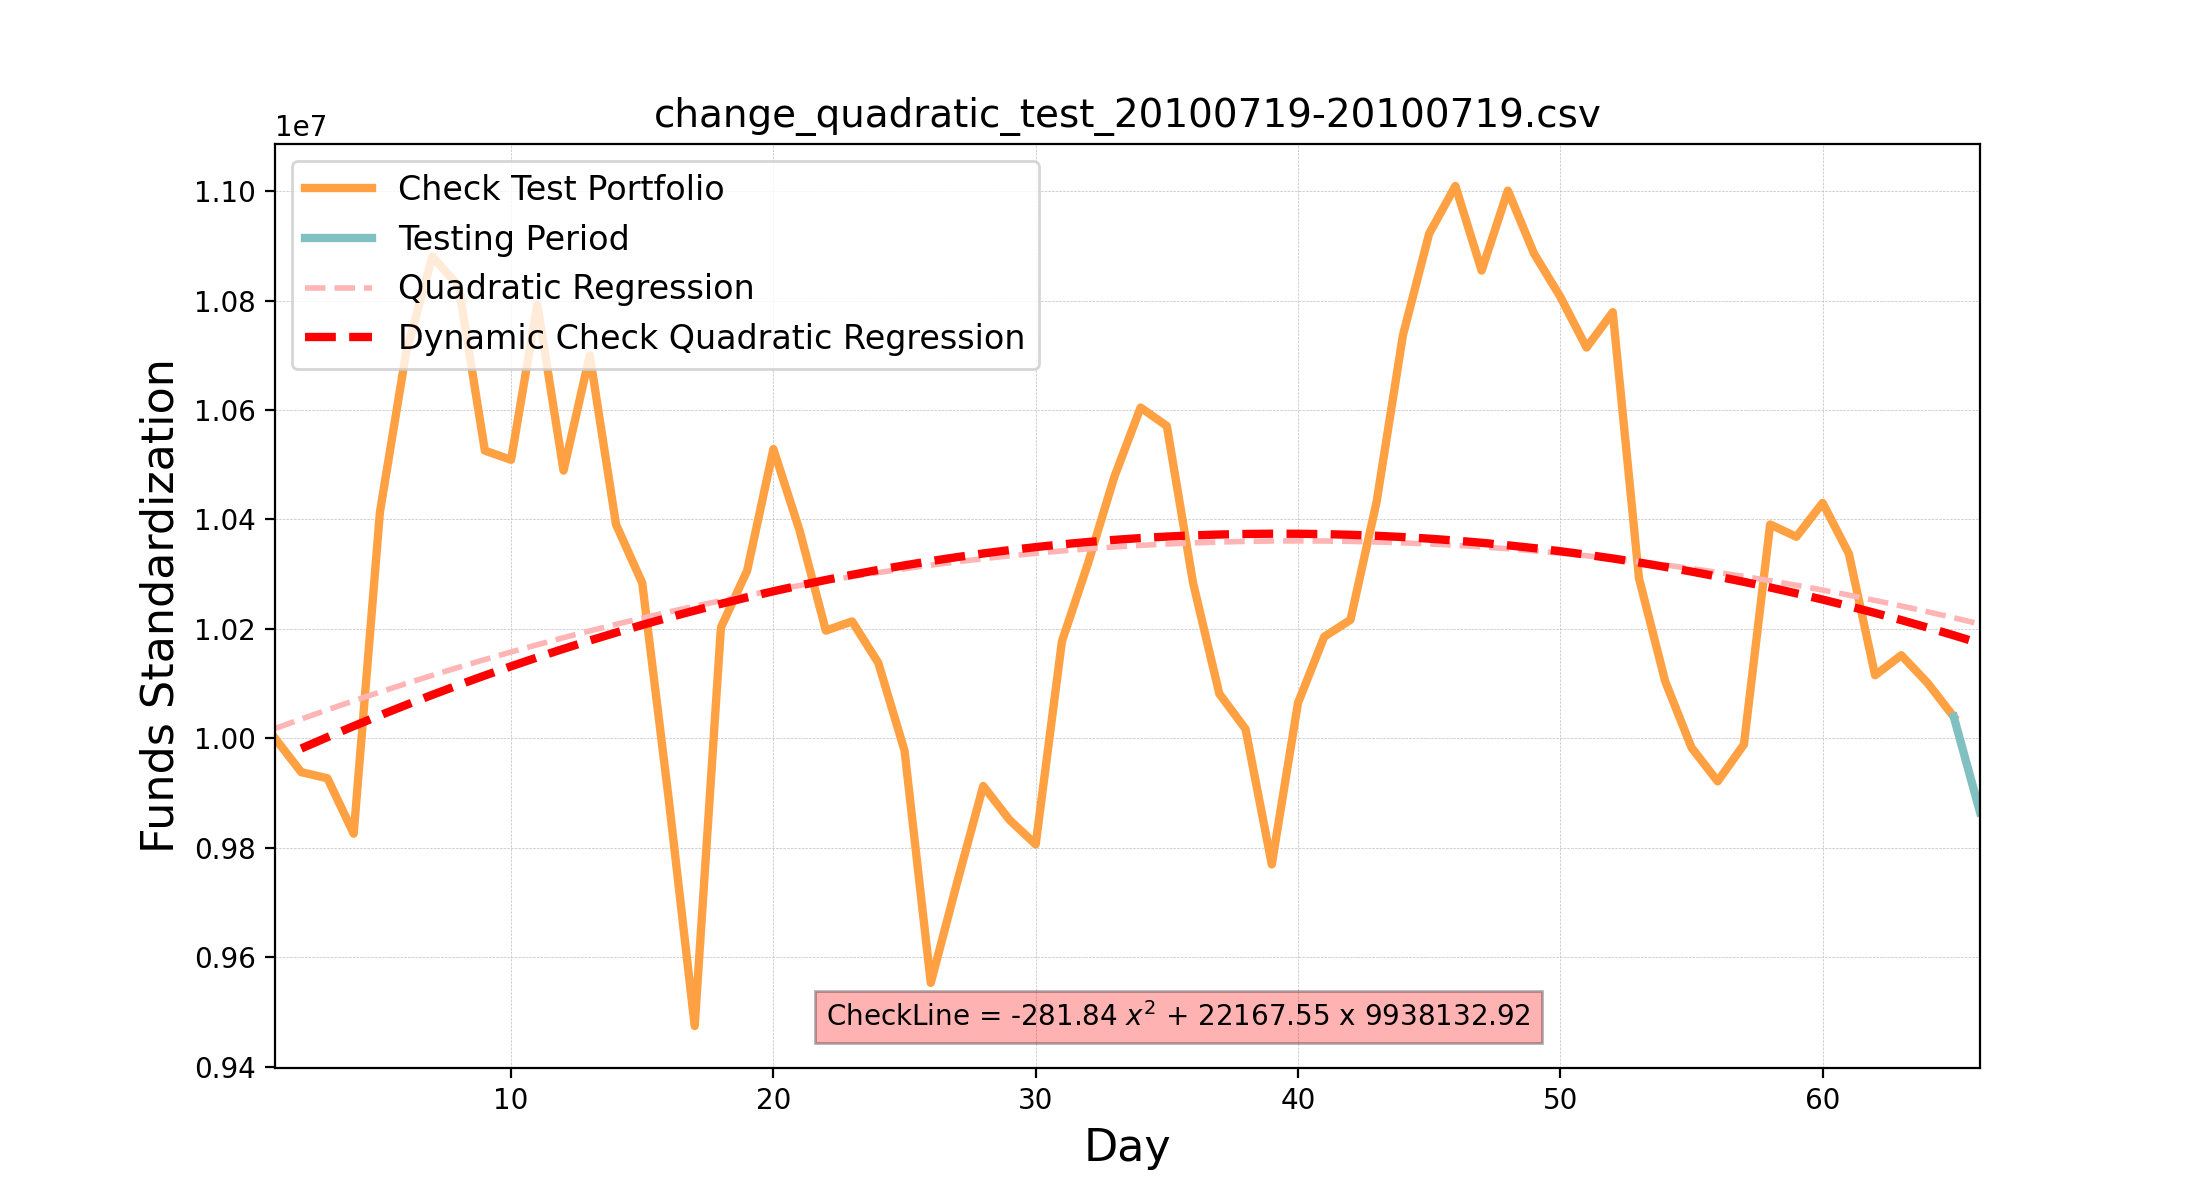 change_quadratic_test_20100719-20100719.csv
1e7
Check Test Portfolio
Testing Period
Quadratic Regression
Dynamic Check Quadratic Regression
Funds Standardization
1.10
1.08
1.06
1.04
1.02
1.00
0.98
0.96
0.94
CheckLine = -281.84 x² + 22167.55 x 9938132.92
10 20 30 40 50 60
Day